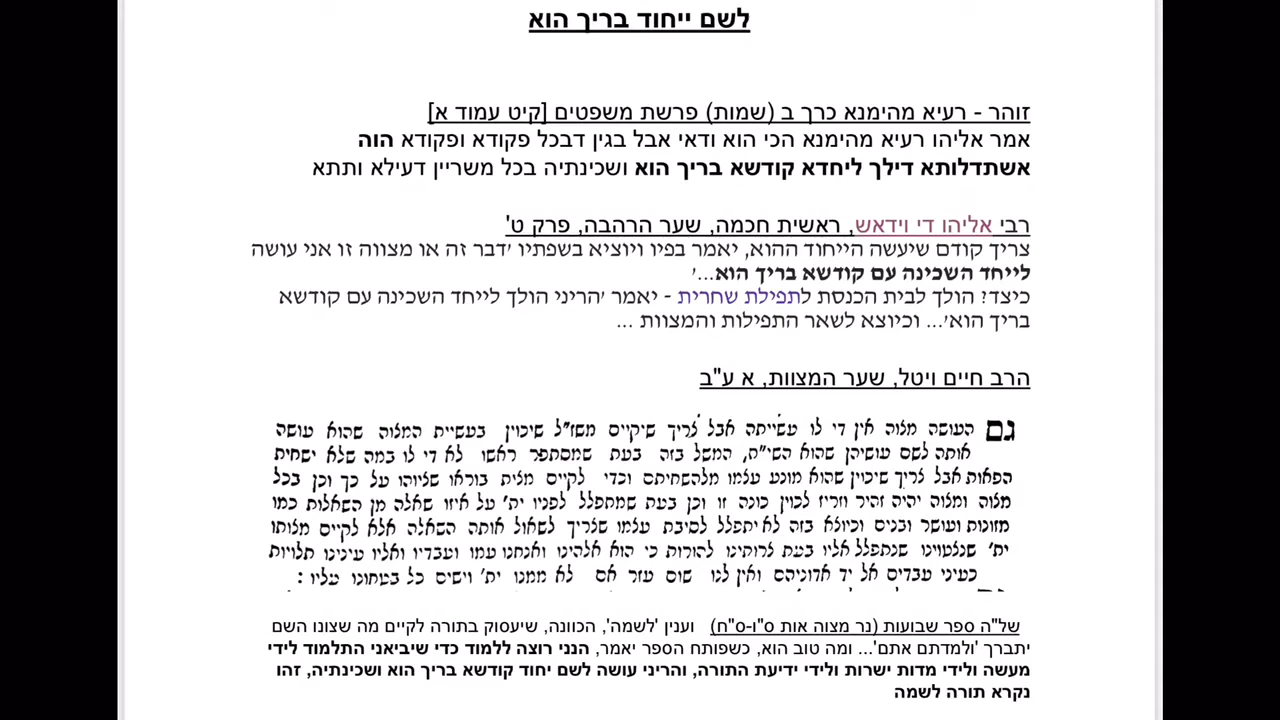 לשם ייחוד בריך הוא
זוהר - רעיא מהימנא כרך ב (שמות) פרשת משפטים [קיט עמוד א]
אמר אליהו רעיא מהימנא הכי הוא ודאי אבל בגין דבכל פקודא ופקודא הוה
אשתדלותא דילך ליחדא קודשא בריך הוא ושכינתיה בכל משריין דעילא ותתא
רבי אליהו די וידאש, ראשית חכמה, שער הרהבה, פרק ט'
צריך קודם שיעשה הייחוד ההוא, יאמר בפיו ויוציא בשפתיו 'דבר זה או מצווה זו אני עושה
לייחד השכינה עם קודשא בריך הוא...'
כיצד? הולך לבית הכנסת לתפילת שחרית - יאמר 'הריני הולך לייחד השכינה עם קודשא
בריך הוא'... וכיוצא לשאר התפילות והמצוות ...
הרב חיים ויטל, שער המצוות, א ע"ב
גם העושה מצוה אין די לו עשייתה אבל צריך שיקיים משז"ל שיכוין בעשיית המצוה שהוא עושה
אותה לשם עושיהן שהוא השי"ת, המשל בזה בעת שמסתפר ראשו לא די לו במה שלא ישחית
הפאות אבל צריך שיכוין שהוא מונע עצמו מלהשחיתם וכדי לקיים מצית בוראו שציוהו על כך וכן בכל
מצוה ומצוה יהיה זהיר וזריז לכוין כונה זו וכן בעת שמתפלל לפניו ית' על איזו שאלה מן השאלות כמו
מזונות ועושר ובנים וכיוצא בזה לא יתפלל לסיבת עצמו שצריך לשאול אותה השאלה אלא לקיים מצותו
ית' שצלטוינו שנתפלל אליו בעת צרותינו להורות כי הוא אלהינו ואנחנו עמו ועבדיו ואליו עינינו תלויות
כעיני עבדים אל יד אדוניהם ואין לנו שום עזר אם לא ממנו ית' וישים כל בטחונו עליו :
של"ה ספר שבועות (נר מצוה אות ס"ו-ס"ח) וענין 'לשמה', הכוונה, שיעסוק בתורה לקיים מה שצונו השם
יתברך 'ולמדתם אתם'... ומה טוב הוא, כשפותח הספר יאמר, הנני רוצה ללמוד כדי שיביאני התלמוד לידי
מעשה ולידי מדות ישרות ולידי ידיעת התורה, והריני עושה לשם יחוד קודשא בריך הוא ושכינתיה, זהו
נקרא תורה לשמה